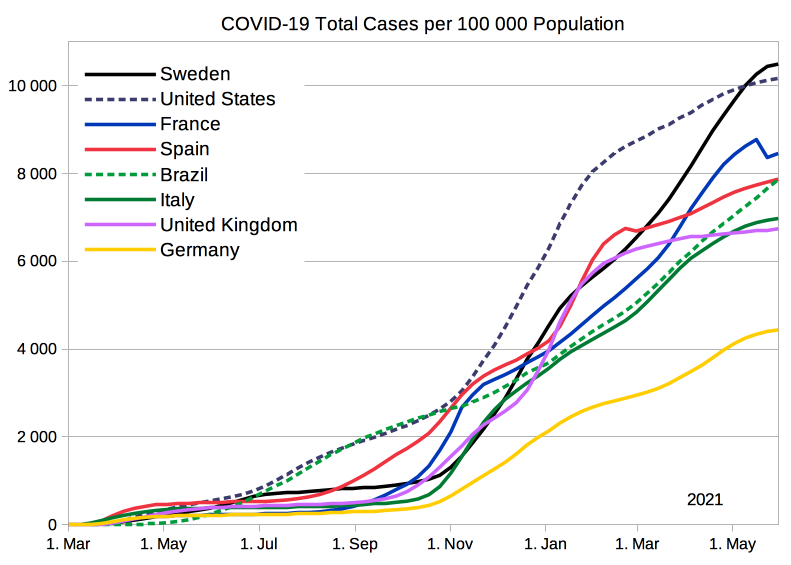 COVID-19 Total Cases per 100 000 Population
10 000
8 000
6 000
4 000
2 000
0
Sweden
United States
France
Spain
Brazil
Italy
United Kingdom
Germany
2021
1. Mar
1. May
1. Jul
1. Sep
1. Nov
1. Jan
1. Mar
1. May